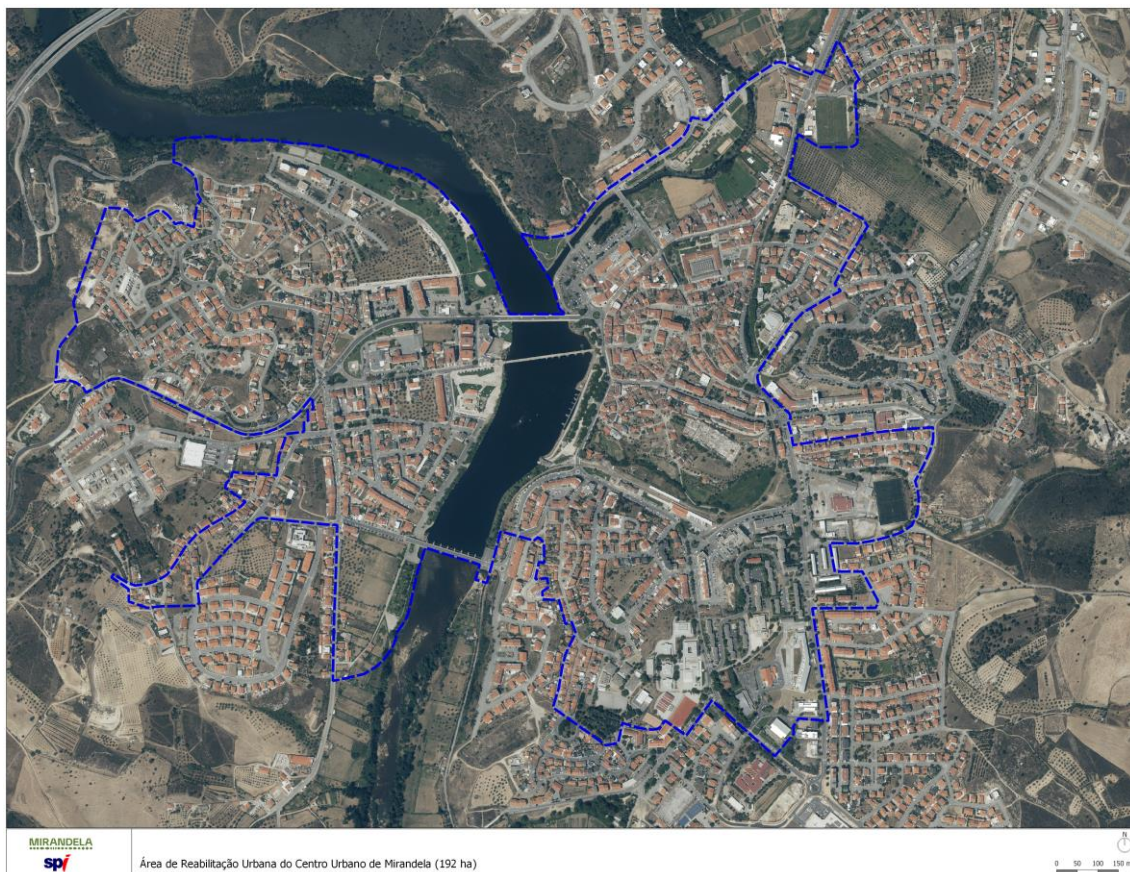 MIRANDELA
spi
Área de Reabilitação Urbana do Centro Urbano de Mirandela (192 ha)
N
0 50 100 150 m